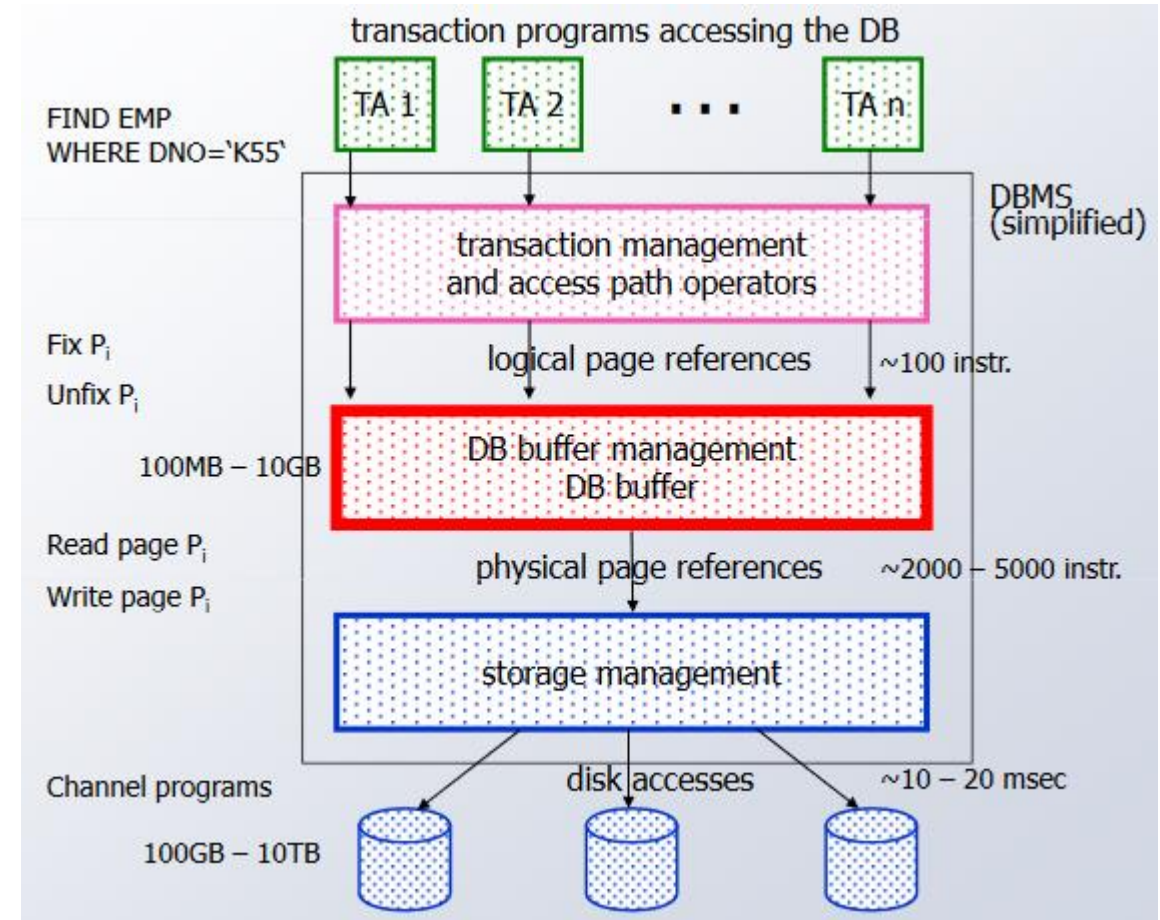 transaction programs accessing the DB
TA 1
TA 2
...
TA n
FIND EMP
WHERE DNO=‘K55‘
DBMS
(simplified)
transaction management
and access path operators
Fix Pi
logical page references
~100 instr.
Unfix Pi
DB buffer management
100MB – 10GB
DB buffer
Read page Pi
physical page references
~2000 – 5000 instr.
Write page Pi
storage management
Channel programs
disk accesses
~10 – 20 msec
100GB – 10TB